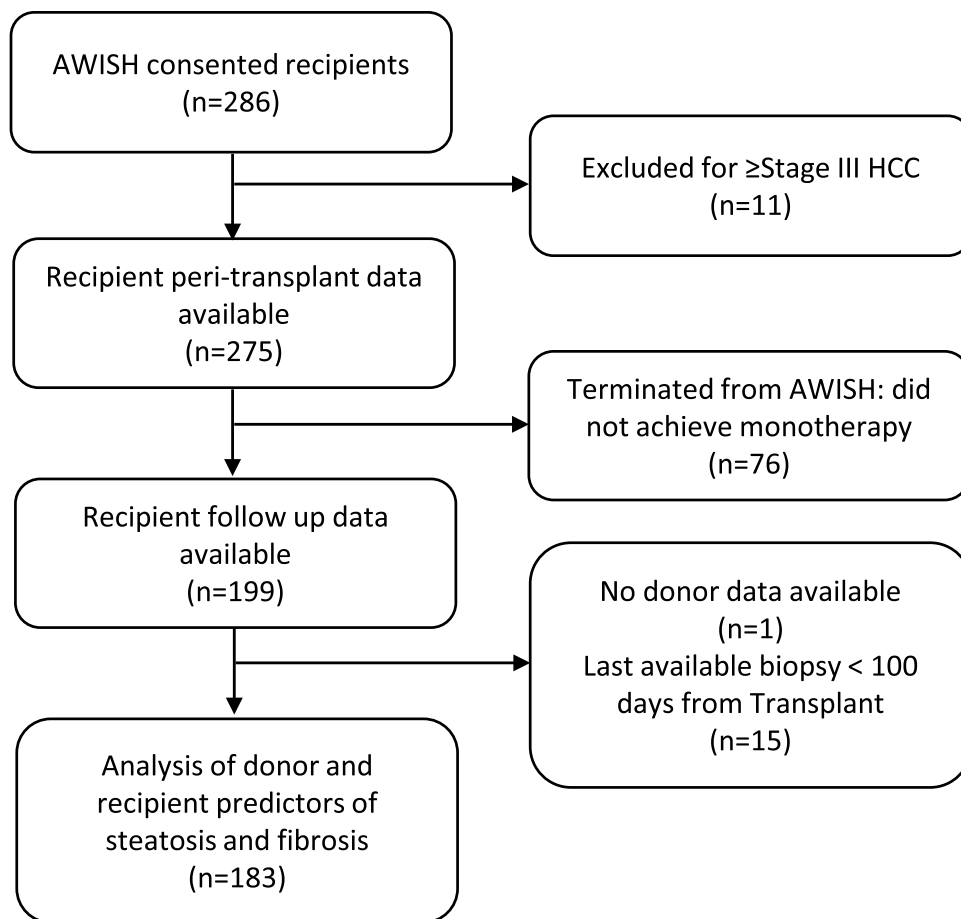 AWISH consented recipients
(n=286)
Excluded for ≥Stage III HCC
(n=11)
Recipient peri-transplant data
available
(n=275)
Terminated from AWISH: did
not achieve monotherapy
(n=76)
Recipient follow up data
available
(n=199)
No donor data available
(n=1)
Last available biopsy < 100
days from Transplant
(n=15)
Analysis of donor and
recipient predictors of
steatosis and fibrosis
(n=183)